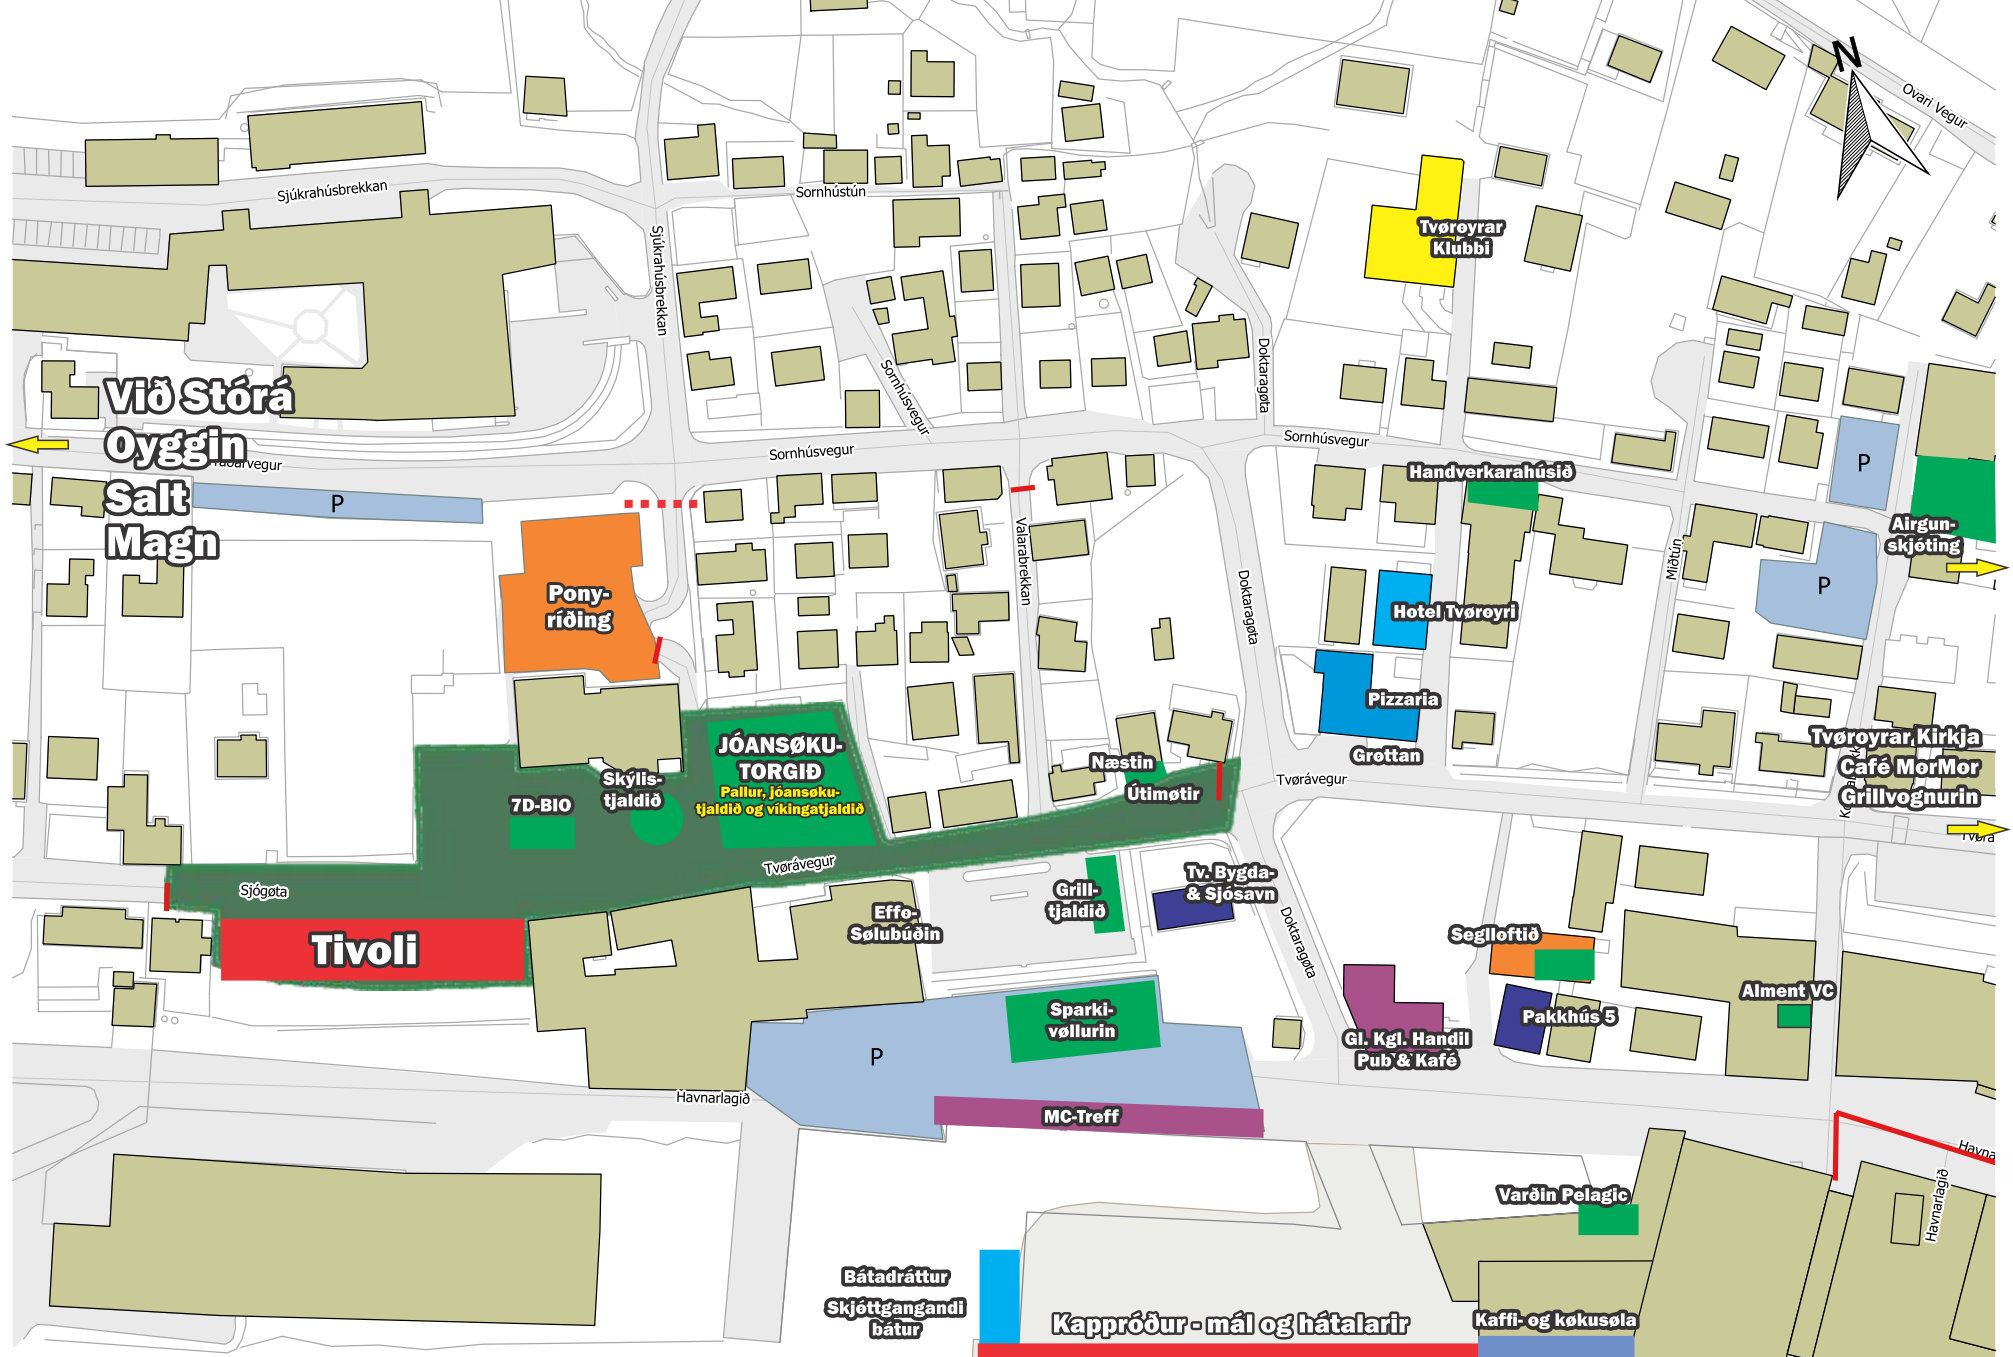 N
Ovari Vegur
Sjúkrahúsbrekkan
Sornhústún
Sjúkrahúsbrekkan
Tvøroyrar
Klubbi
Doktaragøta
Sornhúsvegur
Við Stórá
Oyggin
Salt
Magn
Sornhúsvegur
Sornhúsvegur
Handverkarahúsið
P
P
P
Airgun-
skjóting
Valarabrekkan
Miðtún
Doktaragøta
Pony-
ríðing
Hotel Tvøroyri
Pizzaria
Grottan
JÓANSØKU-
TORGIÐ
Pallur, jóansøku-
tjaldið og víkingatjaldið
Skýlis-
tjaldið
7D-BIO
Næstin
Útimøtir
Tvørávegur
Tvøroyrar Kirkja
Café MorMor
Grillvognurin
Tvørávegur
Sjógøta
Tivoli
Effo-
Sølubúðin
Grill-
tjaldið
Tv. Bygda-
& Sjósavn
Doktaragøta
Seglloftið
Pakkhús 5
Alment VC
Sparki-
vøllurin
P
Gl. Kgl. Handil
Pub & Kafé
Havnarlagið
MC-Treff
Havnarlagið
Varðin Pelagic
Bátadráttur
Skjóttgangandi
bátur
Kappróður - mál og hátalarir
Kaffi- og køkusøla